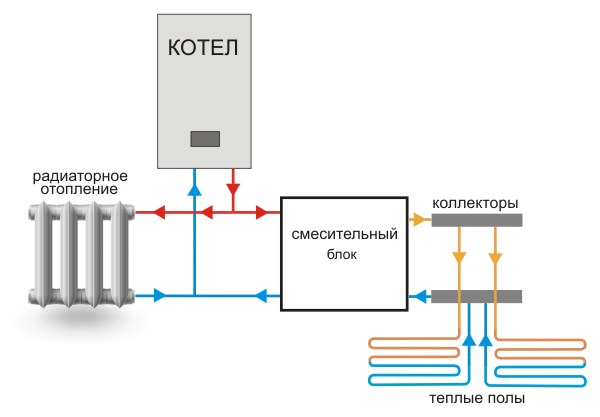 КОТЕЛ
радиаторное
отопление
коллекторы
смесительный
блок
теплые полы